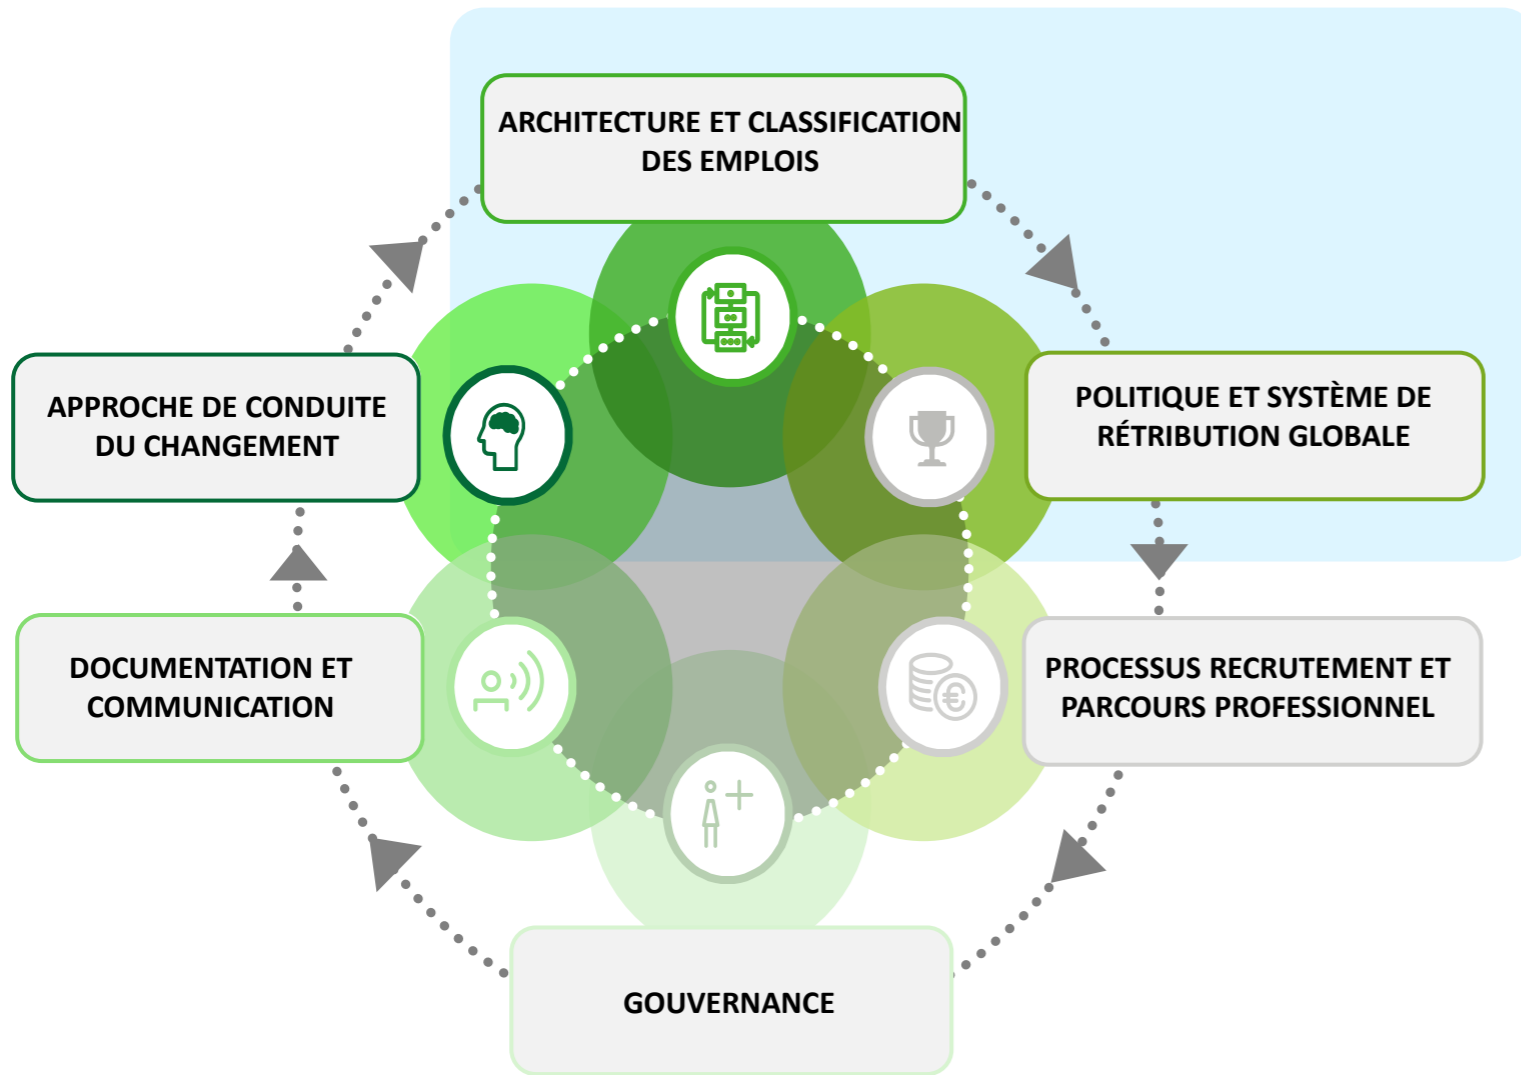 ARCHITECTURE ET CLASSIFICATION
DES EMPLOIS
POLITIQUE ET SYSTÈME DE
RÉTRIBUTION GLOBALE
APPROCHE DE CONDUITE
DU CHANGEMENT
PROCESSUS RECRUTEMENT ET
PARCOURS PROFESSIONNEL
DOCUMENTATION ET
COMMUNICATION
€
GOUVERNANCE